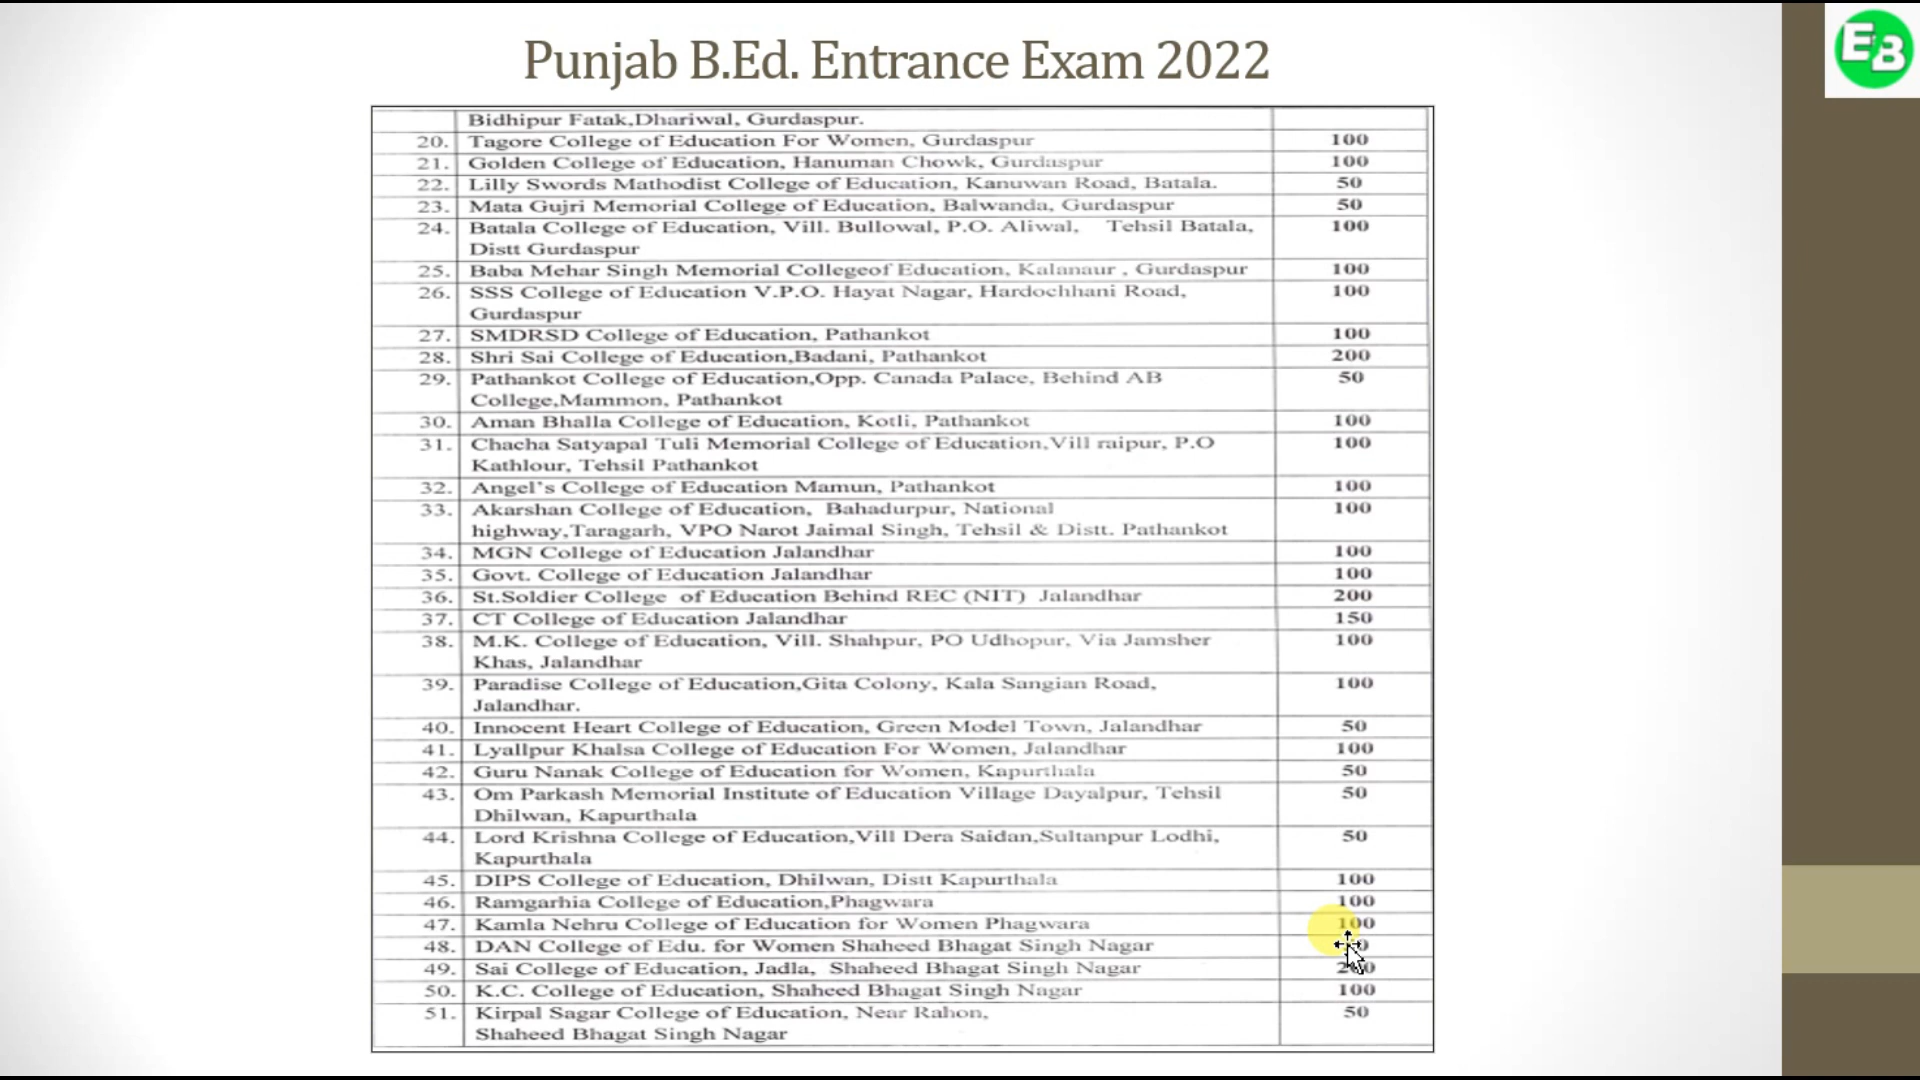 Punjab B.Ed. Entrance Exam 2022
EB
Bidhipur Fatak,Dhariwal, Gurdaspur.
20. Tagore College of Education For Women, Gurdaspur 100
21. Golden College of Education, Hanuman Chowk, Gurdaspur 100
22. Lilly Swords Mathodist College of Education, Kanuwan Road, Batala. 50
23. Mata Gujri Memorial College of Education, Balwanda, Gurdaspur 50
24. Batala College of Education, Vill. Bullowal, P.O. Aliwal, Tehsil Batala, 100
Distt Gurdaspur
25. Baba Mehar Singh Memorial Collegeof Education, Kalanaur , Gurdaspur 100
26. SSS College of Education V.P.O. Hayat Nagar, Hardochhani Road, 100
Gurdaspur
27. SMDRSD College of Education, Pathankot 100
28. Shri Sai College of Education,Badani, Pathankot 200
29. Pathankot College of Education,Opp. Canada Palace, Behind AB 50
College,Mammon, Pathankot
30. Aman Bhalla College of Education, Kotli, Pathankot 100
31. Chacha Satyapal Tuli Memorial College of Education,Vill raipur, P.O 100
Kathlour, Tehsil Pathankot
32. Angel's College of Education Mamun, Pathankot 100
33. Akarshan College of Education, Bahadurpur, National 100
highway,Taragarh, VPO Narot Jaimal Singh, Tehsil & Distt. Pathankot
34. MGN College of Education Jalandhar 100
35. Govt. College of Education Jalandhar 100
36. St.Soldier College of Education Behind REC (NIT) Jalandhar 200
37. CT College of Education Jalandhar 150
38. M.K. College of Education, Vill. Shahpur, PO Udhopur, Via Jamsher 100
Khas, Jalandhar
39. Paradise College of Education,Gita Colony, Kala Sangian Road, 100
Jalandhar.
40. Innocent Heart College of Education, Green Model Town, Jalandhar 50
41. Lyallpur Khalsa College of Education For Women, Jalandhar 100
42. Guru Nanak College of Education for Women, Kapurthala 50
43. Om Parkash Memorial Institute of Education Village Dayalpur, Tehsil 50
Dhilwan, Kapurthala
44. Lord Krishna College of Education,Vill Dera Saidan,Sultanpur Lodhi, 50
Kapurthala
45. DIPS College of Education, Dhilwan, Distt Kapurthala 100
46. Ramgarhia College of Education,Phagwara 100
47. Kamla Nehru College of Education for Women Phagwara 100
48. DAN College of Edu. for Women Shaheed Bhagat Singh Nagar
49. Sai College of Education, Jadla, Shaheed Bhagat Singh Nagar
50. K.C. College of Education, Shaheed Bhagat Singh Nagar 100
51. Kirpal Sagar College of Education, Near Rahon, 50
Shaheed Bhagat Singh Nagar